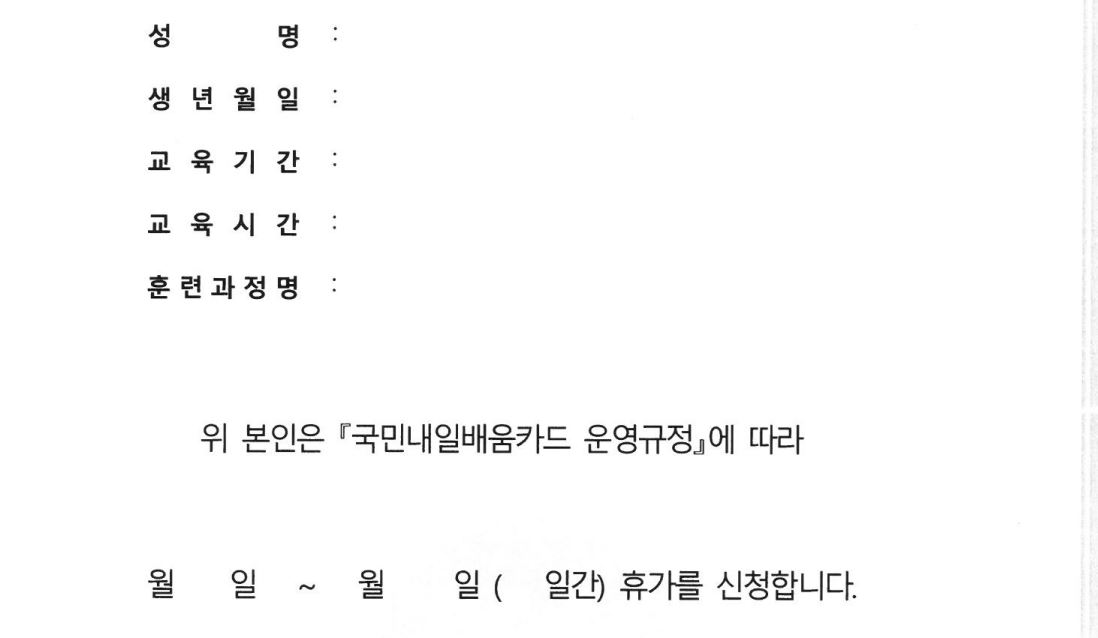 성 명 :
생 년 월 일 :
교 육 기 간 :
교 육 시 간 :
훈 련 과 정 명 :
위 본인은 『국민내일배움카드 운영규정』에 따라
월 일 ~ 월 일 ( 일간) 휴가를 신청합니다.